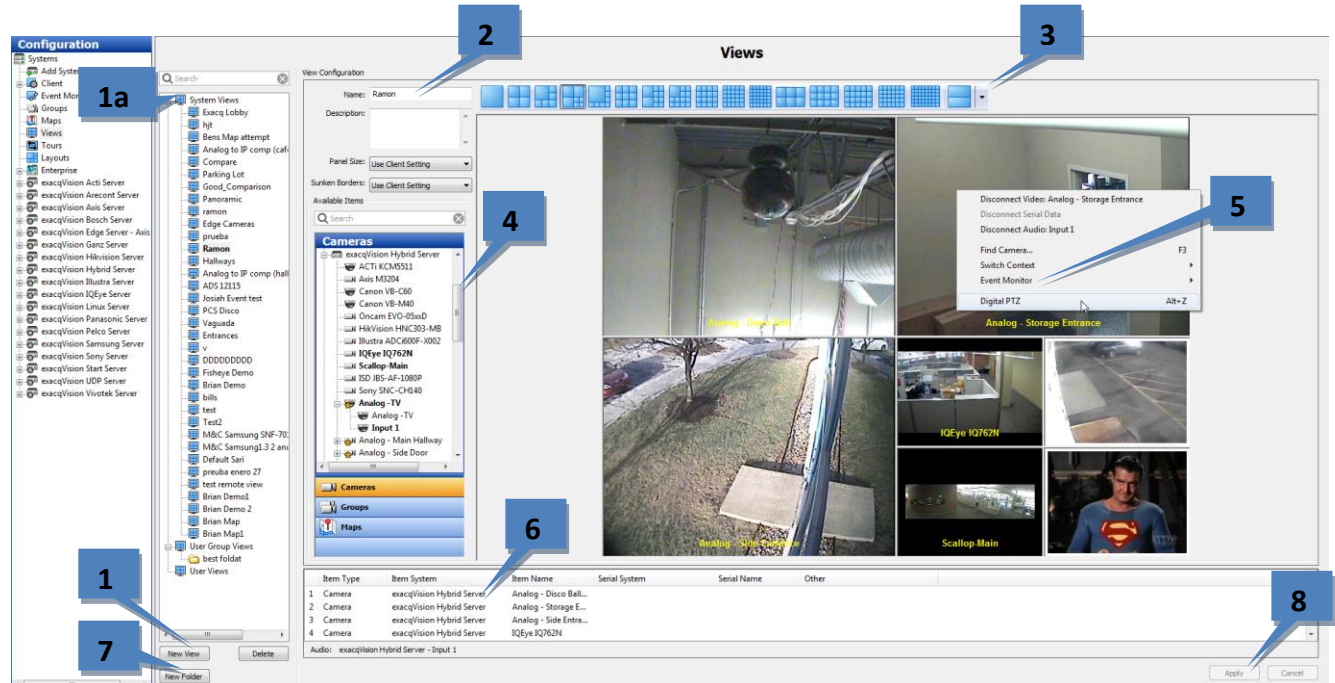 2
3
Configuration
Views
Systems
Add Syste
Client
Event Mo
Groups
Maps
Views
Tours
Layouts
Enterprise
exacqVision Acti Server
exacqVision Arecont Server
exacqVision Axis Server
exacqVision Bosch Server
exacqVision Edge Server - Axis
exacqVision Ganz Server
exacqVision Hikvision Server
exacqVision Hybrid Server
exacqVision Illustra Server
exacqVision IQEye Server
exacqVision Linux Server
exacqVision Panasonic Server
exacqVision Pelco Server
exacqVision Samsung Server
exacqVision Sony Server
exacqVision Start Server
exacqVision UDP Server
exacqVision Vivotek Server
1a
Search
System Views
Exacq Lobby
hjt
Bens Map attempt
Analog to IP comp (cafe
Compare
Parking Lot
Good_Comparison
Panoramic
ramon
Edge Cameras
prueba
Ramon
Hallways
Analog to IP comp (hall
ADS 12115
Josiah Event test
PCS Disco
Vaguada
Entrances
v
DDDDDDDDD
Fisheye Demo
Brian Demo
bills
test
Test2
M&C Samsung SNF-70:
M&C Samsung1.3 2 and
Default Sari
preuba enero 27
test remote view
Brian Demo1
Brian Demo 2
Brian Map
Brian Map1
User Group Views
best foldat
User Views
1
New View Delete
7
New Folder
View Configuration
Name: Ramon
Description:
Panel Size: Use Client Setting
Sunken Borders: Use Client Setting
Available Items
Search
4
Cameras
exacqVision Hybrid Server
ACTi KCM5511
Axis M3204
Canon VB-C60
Canon VB-M40
Oncam EVO-05xxD
HikVision HNC303-MB
Illustra ADCi600F-X002
IQEye IQ762N
Scallop-Main
ISD JBS-AF-1080P
Sony SNC-CH140
Analog -TV
Analog -TV
Input 1
Analog - Main Hallway
Analog - Side Door
Cameras
Groups
Maps
Analog - Disco Ball
Disconnect Video: Analog - Storage Entrance
Disconnect Serial Data
Disconnect Audio: Input 1
Find Camera... F3
Switch Context
Event Monitor
Digital PTZ Alt+Z
5
Analog - Storage Entrance
IQEye IQ762N
Analog - Side Entrance
Scallop-Main
6
Item Type Item System Item Name Serial System Serial Name Other
1 Camera exacqVision Hybrid Server Analog - Disco Ball...
2 Camera exacqVision Hybrid Server Analog - Storage E...
3 Camera exacqVision Hybrid Server Analog - Side Entra...
4 Camera exacqVision Hybrid Server IQEye IQ762N
Audio: exacqVision Hybrid Server - Input 1
8
Apply Cancel